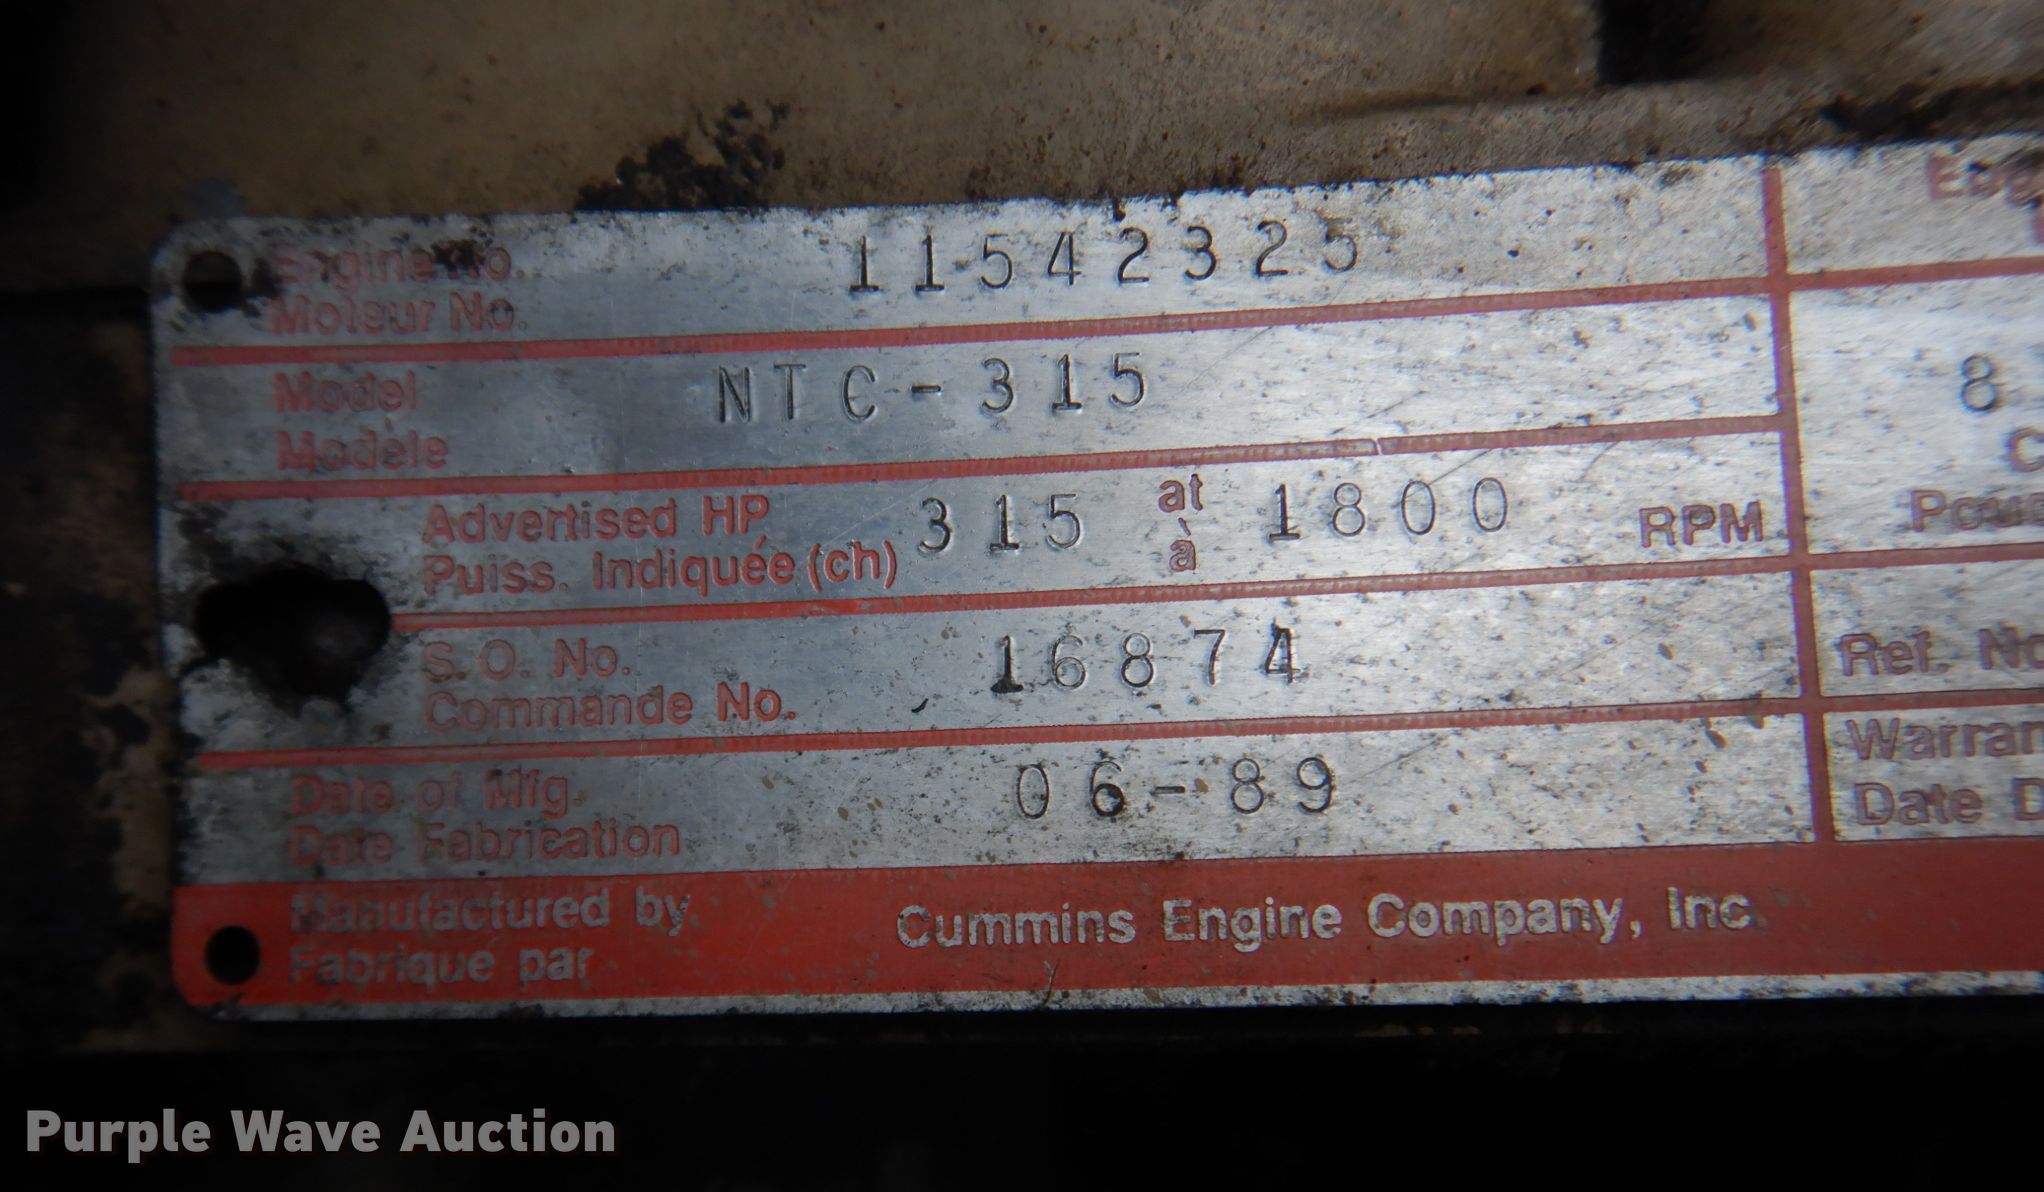 Engine No.
Moteur No.
11542325
Model
Modèle
NTC-315
Advertised HP
Puiss. Indiquée (ch)
315 at
à
1800 RPM
8
S. O. No.
Commande No.
16874
Ref. No
Date of Mfg.
Date Fabrication
06-89
Warran
Date D
Manufactured by
Fabrique par
Cummins Engine Company, Inc.
Purple Wave Auction